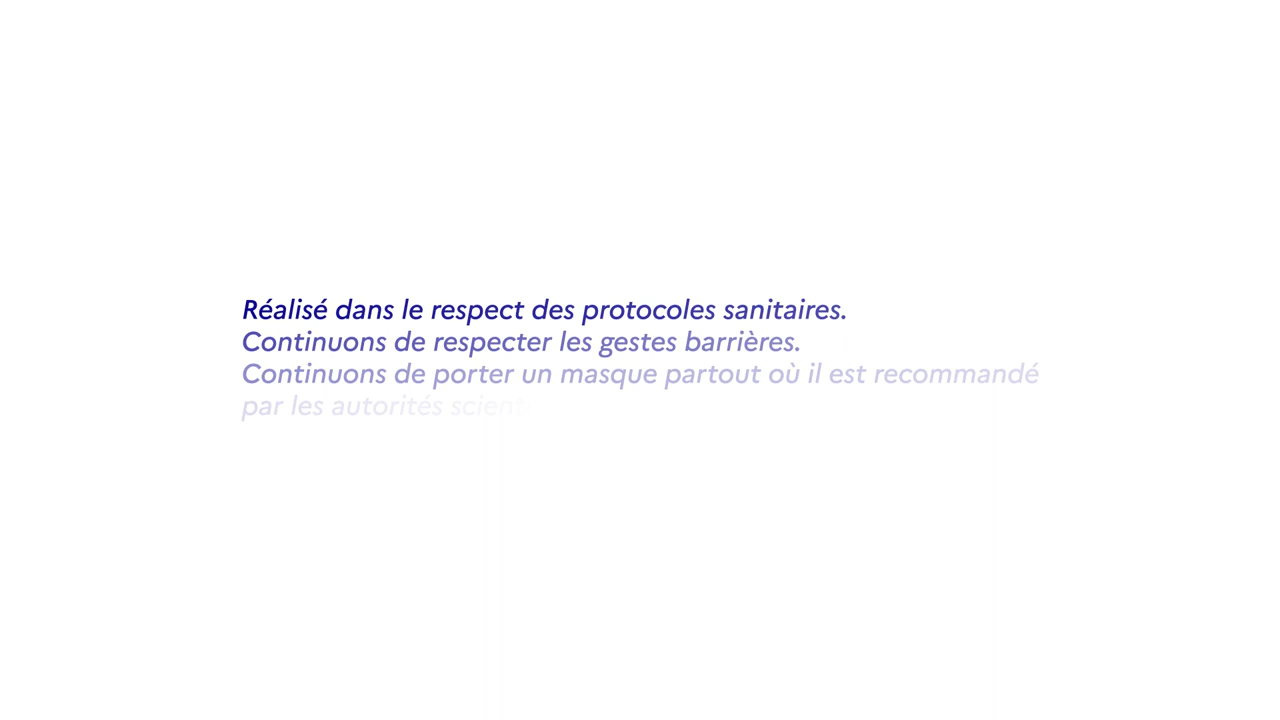 Réalisé dans le respect des protocoles sanitaires.
Continuons de respecter les gestes barrières.
Continuons de porter un masque partout où il est recommandé
par les autorités